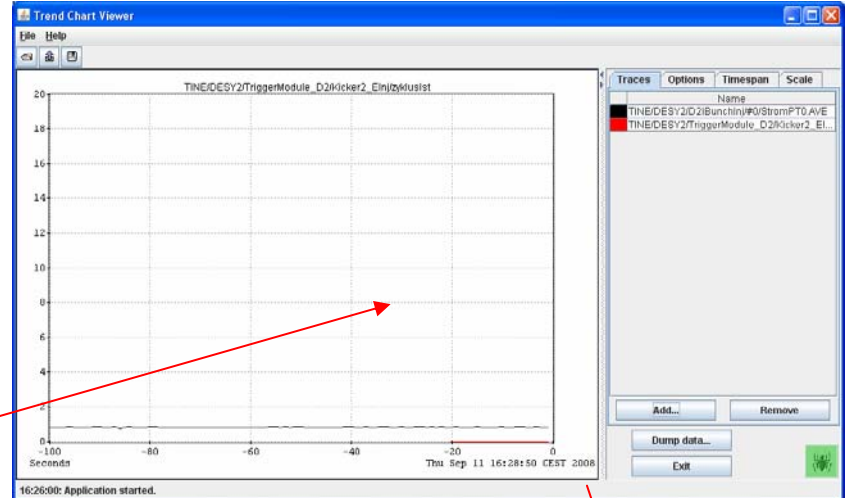 Trend Chart Viewer
File Help
TINE/DESY2/TriggerModule_D2/Kicker2_Einj/zyklusIst
20
18
16
14
12
10
8
6
4
2
0
-100 -80 -60 -40 -20 0
Seconds
Thu Sep 11 16:28:50 CEST 2008
Traces Options Timespan Scale
Name
TINE/DESY2/D2IBunchInj/#0/StromPT0.AVE
TINE/DESY2/TriggerModule_D2/Kicker2_EI...
Add... Remove
Dump data...
Exit
16:26:00: Application started.